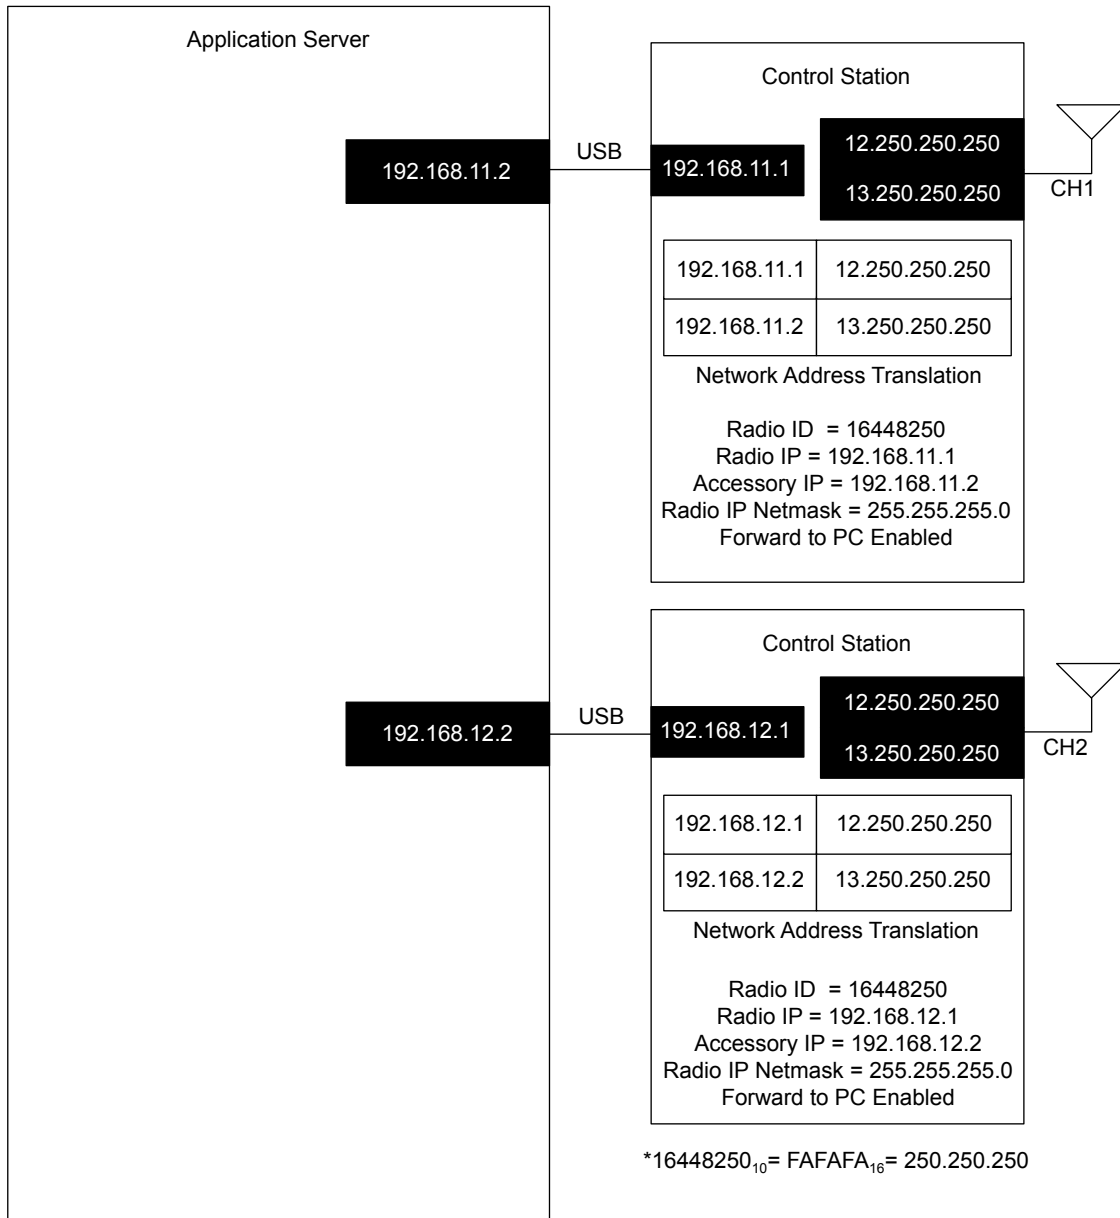 Application Server
192.168.11.2
USB
Control Station
192.168.11.1
12.250.250.250
13.250.250.250
CH1
192.168.11.1 12.250.250.250
192.168.11.2 13.250.250.250
Network Address Translation
Radio ID = 16448250
Radio IP = 192.168.11.1
Accessory IP = 192.168.11.2
Radio IP Netmask = 255.255.255.0
Forward to PC Enabled
192.168.12.2
USB
Control Station
192.168.12.1
12.250.250.250
13.250.250.250
CH2
192.168.12.1 12.250.250.250
192.168.12.2 13.250.250.250
Network Address Translation
Radio ID = 16448250
Radio IP = 192.168.12.1
Accessory IP = 192.168.12.2
Radio IP Netmask = 255.255.255.0
Forward to PC Enabled
*16448250₁₀= FAFAFA₁₆= 250.250.250